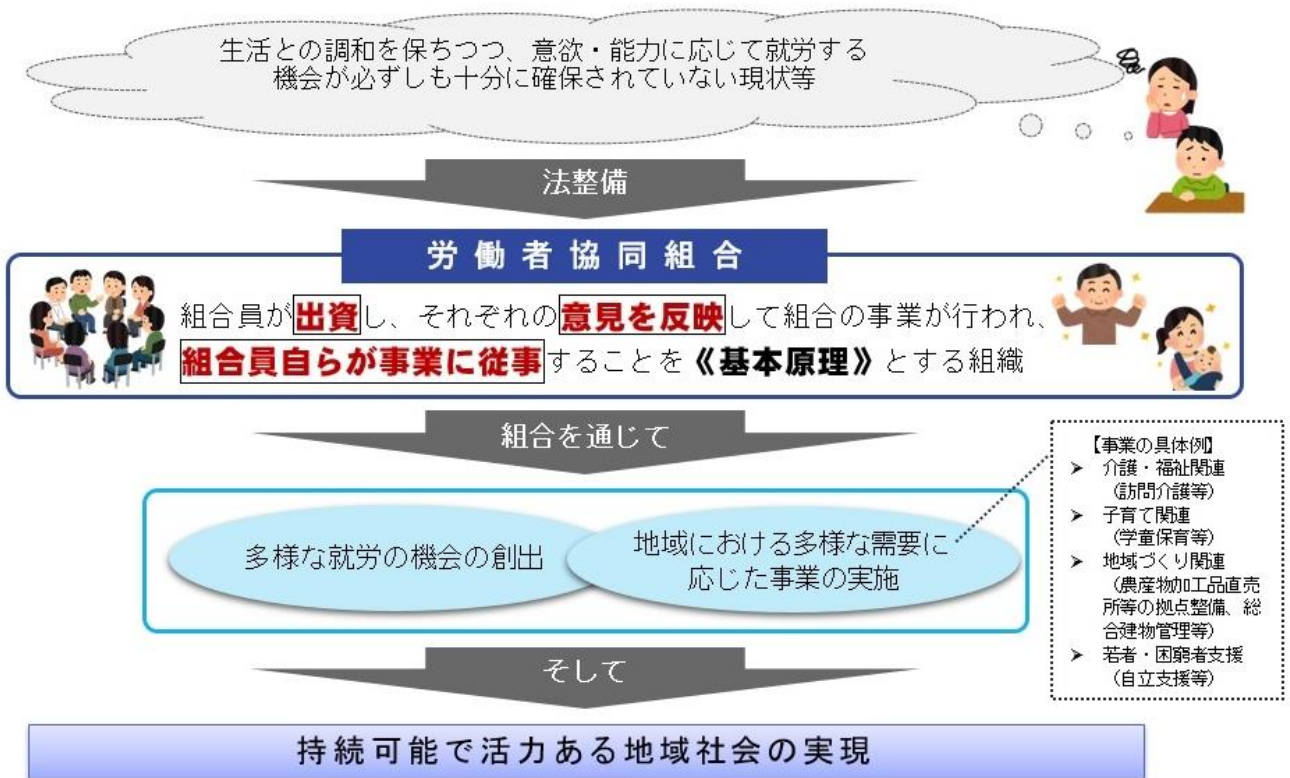 生活との調和を保ちつつ、意欲・能力に応じて就労する
機会が必ずしも十分に確保されていない現状等
法整備
労働者協同組合
組合員が出資し、それぞれの意見を反映して組合の事業が行われ、
組合員自らが事業に従事することを《基本原理》とする組織
組合を通じて
多様な就労の機会の創出
地域における多様な需要に
応じた事業の実施
【事業の具体例】
➤ 介護・福祉関連
(訪問介護等)
➤ 子育て関連
(学童保育等)
➤ 地域づくり関連
(農産物加工品直売
所等の拠点整備、総
合建物管理等)
➤ 若者・困窮者支援
(自立支援等)
そして
持続可能で活力ある地域社会の実現